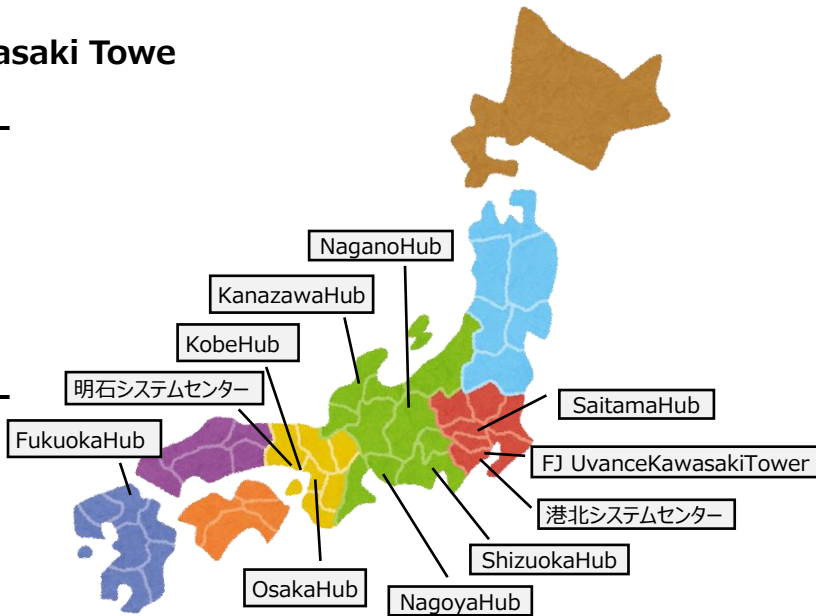 asaki Towe
NaganoHub
KanazawaHub
KobeHub
明石システムセンター
FukuokaHub
SaitamaHub
FJ UvanceKawasakiTower
港北システムセンター
ShizuokaHub
OsakaHub
NagoyaHub